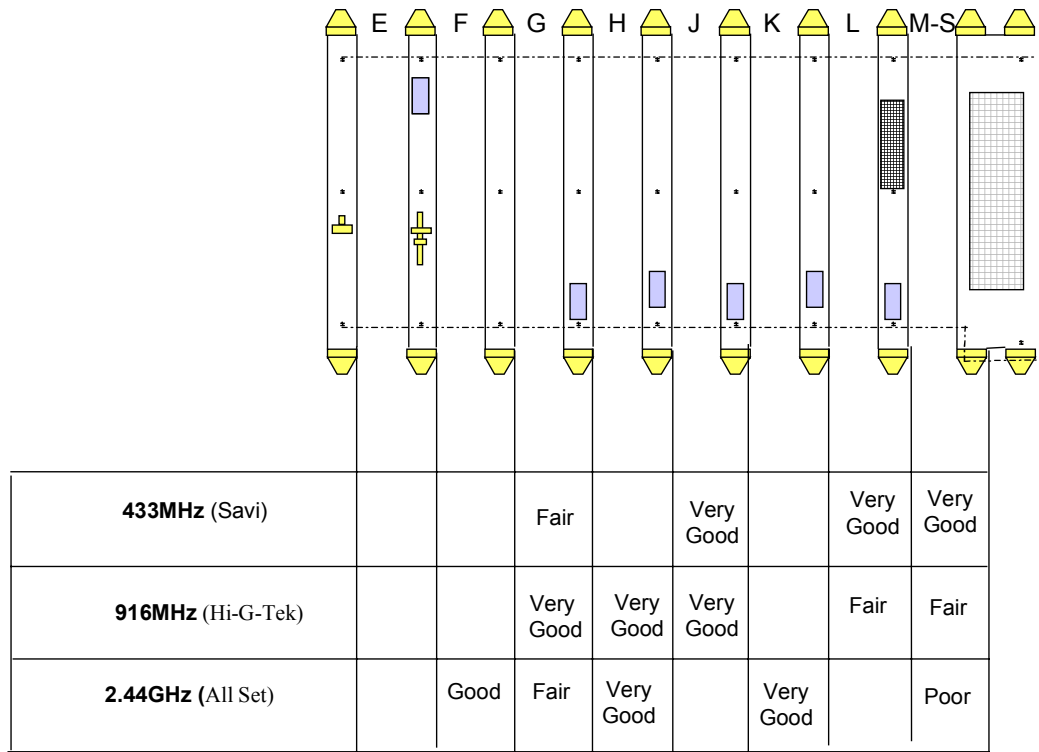 E F G H J K L M-S
433MHz (Savi) Fair Very Good Very Good Very Good
916MHz (Hi-G-Tek) Very Good Very Good Very Good Fair Fair
2.44GHz (All Set) Good Fair Very Good Very Good Poor